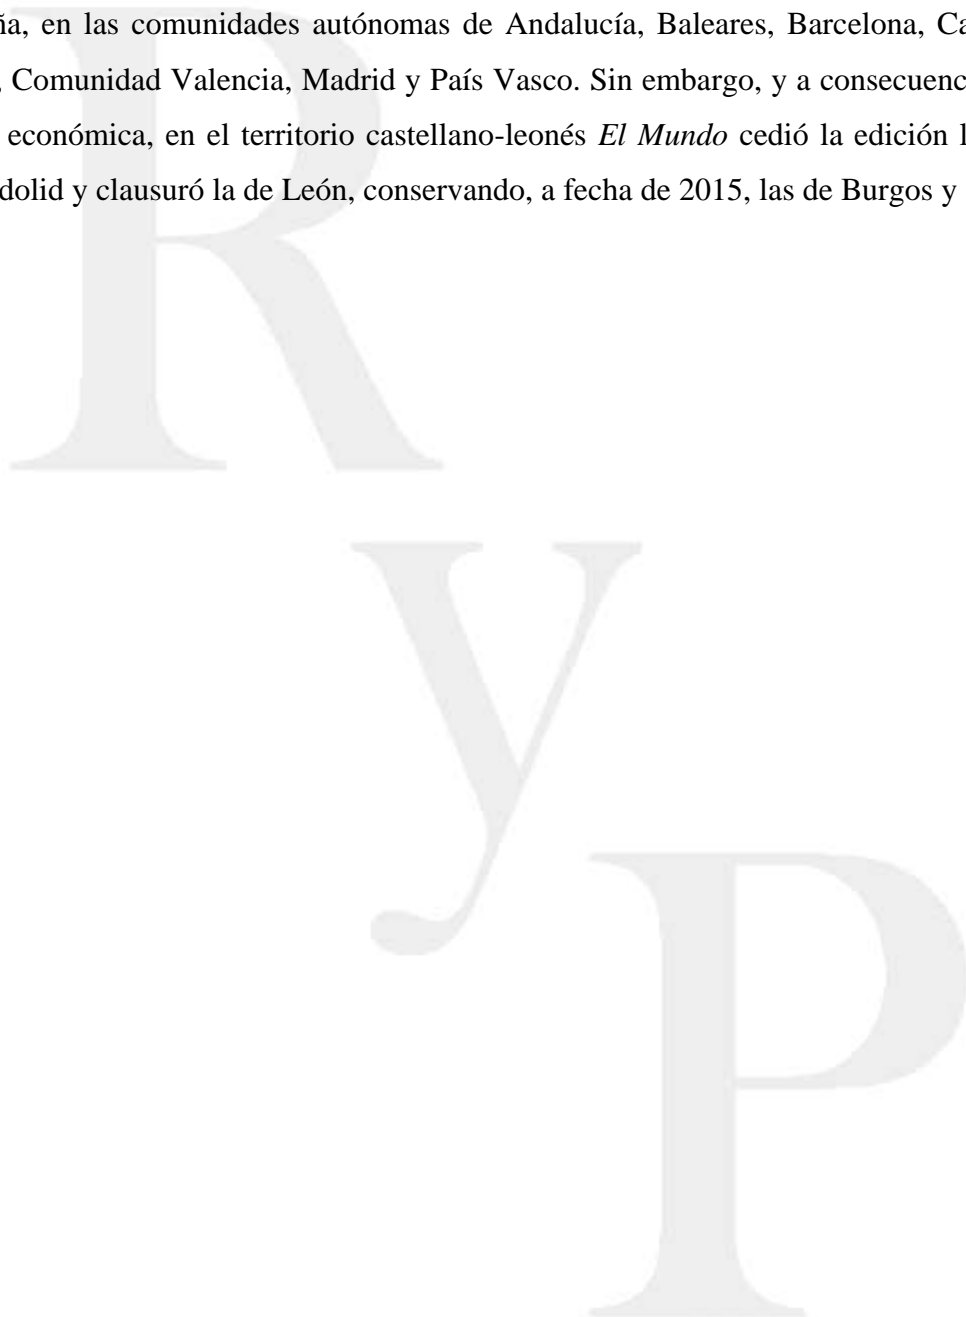 ña, en las comunidades autónomas de Andalucía, Baleares, Barcelona, Ca
, Comunidad Valencia, Madrid y País Vasco. Sin embargo, y a consecuenc
económica, en el territorio castellano-leonés El Mundo cedió la edición l
dolid y clausuró la de León, conservando, a fecha de 2015, las de Burgos y
R
y
P